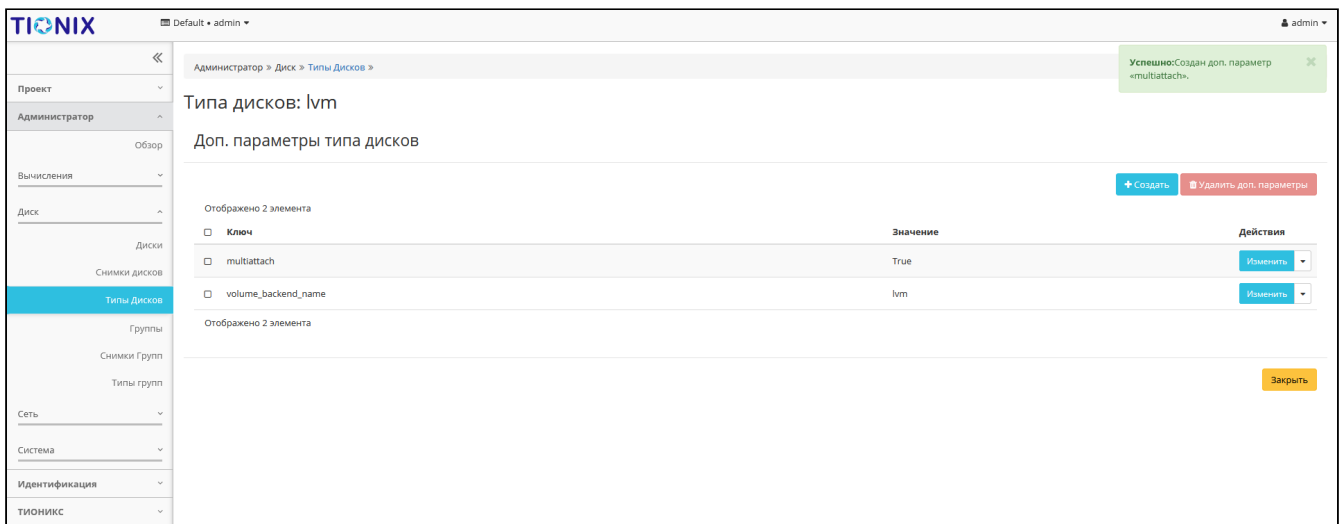 TIONIX
Default • admin
admin
Администратор » Диск » Типы Дисков »
Успешно:Создан доп. параметр
«multiattach».
Проект
Администратор
Обзор
Вычисления
Диск
Диски
Снимки дисков
Типы Дисков
Группы
Снимки Групп
Типы групп
Сеть
Система
Идентификация
ТИОНИКС
Типа дисков: lvm
Доп. параметры типа дисков
Создать Удалить доп. параметры
Отображено 2 элемента
Ключ Значение Действия
multiattach True Изменить
volume_backend_name lvm Изменить
Отображено 2 элемента
Закрыть